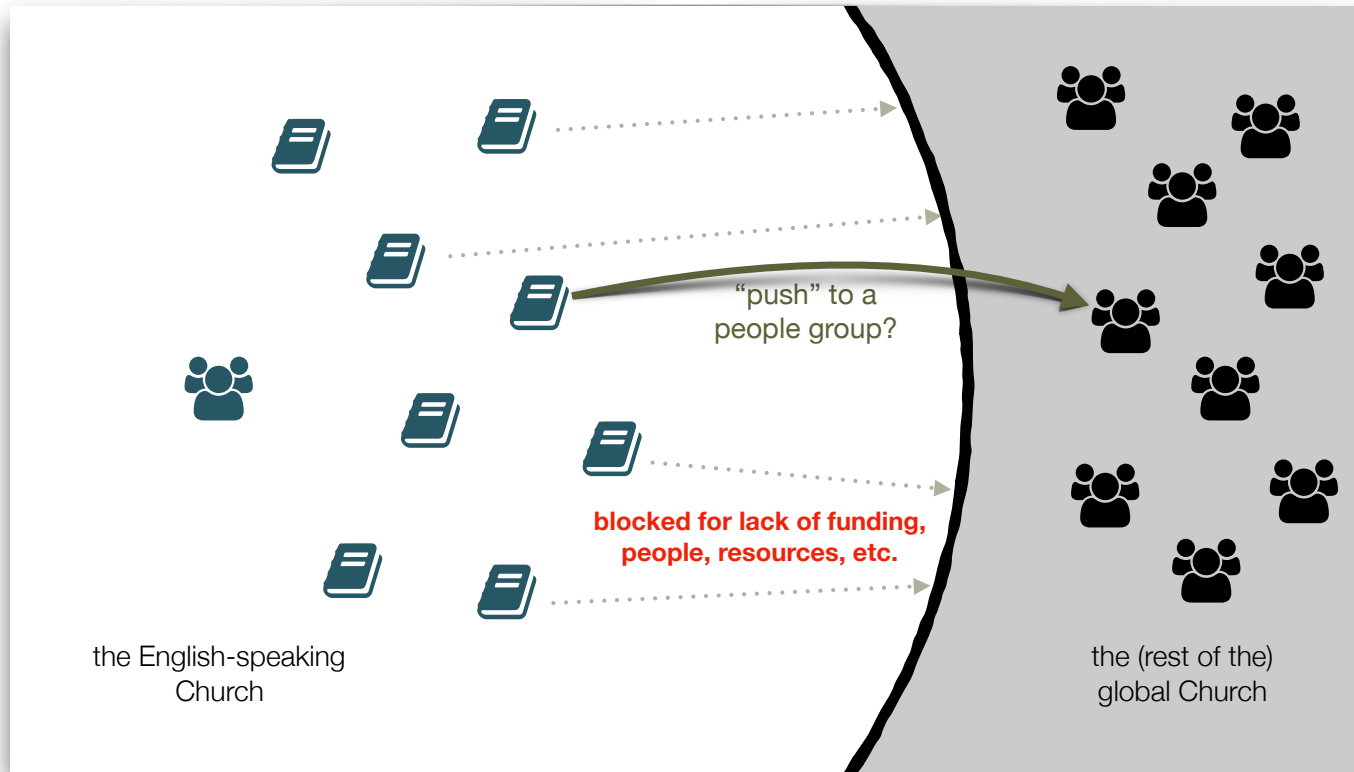 “push” to a
people group?
blocked for lack of funding,
people, resources, etc.
the English-speaking
Church
the (rest of the)
global Church